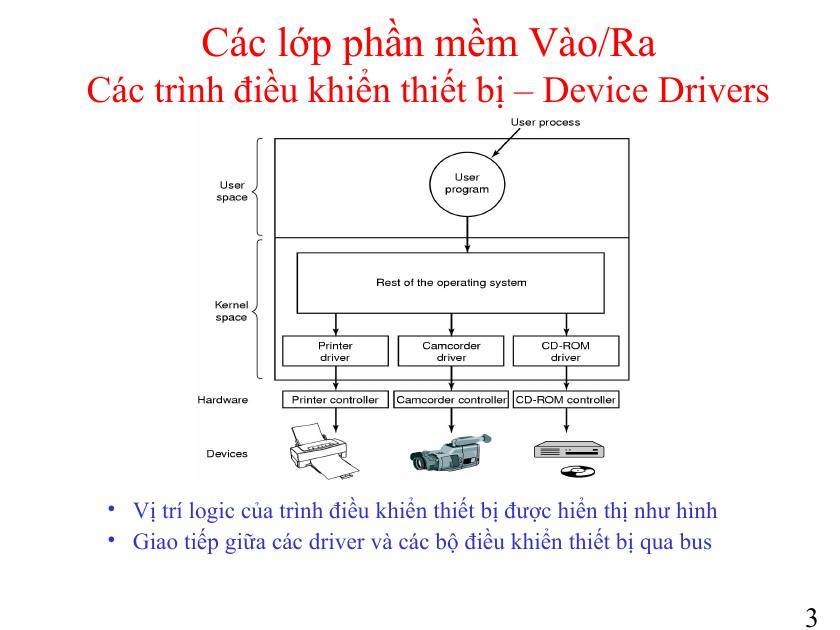 Các lớp phần mềm Vào/Ra
Các trình điều khiển thiết bị – Device Drivers
User process
User
space
User
program
Rest of the operating system
Kernel
space
Printer
driver
Camcorder
driver
CD-ROM
driver
Hardware
Printer controller
Camcorder controller
CD-ROM controller
Devices
• Vị trí logic của trình điều khiển thiết bị được hiển thị như hình
• Giao tiếp giữa các driver và các bộ điều khiển thiết bị qua bus
3